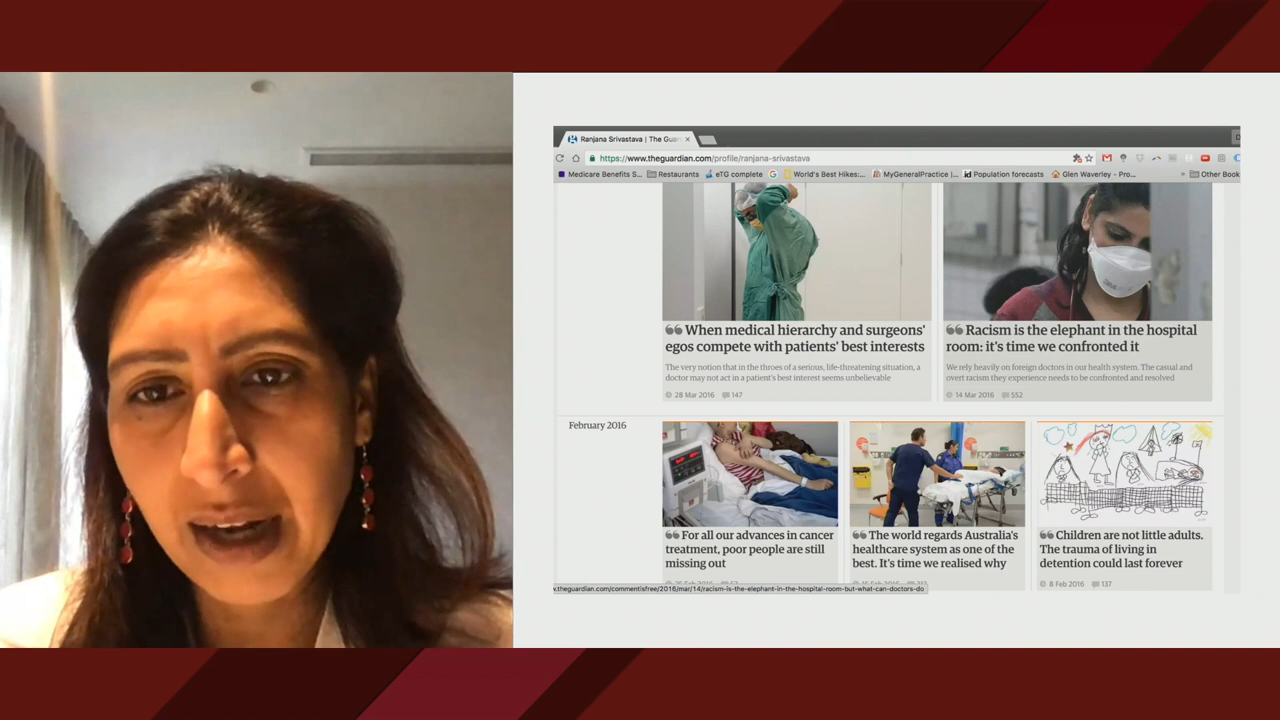 Ranjana Srivastava | The Gua
https://www.theguardian.com/profile/ranjana-srivastava
Medicare Benefits S... Restaurants eTG complete World's Best Hikes:... MyGeneralPractice |... Population forecasts Glen Waverley - Pro... » Other Book
When medical hierarchy and surgeons'
egos compete with patients' best interests
The very notion that in the throes of a serious, life-threatening situation, a
doctor may not act in a patient's best interest seems unbelievable
28 Mar 2016 147
Racism is the elephant in the hospital
room: it's time we confronted it
We rely heavily on foreign doctors in our health system. The casual and
overt racism they experience needs to be confronted and resolved
14 Mar 2016 552
February 2016
For all our advances in cancer
treatment, poor people are still
missing out
The world regards Australia's
healthcare system as one of the
best. It's time we realised why
Children are not little adults.
The trauma of living in
detention could last forever
8 Feb 2016 137
w.theguardian.com/commentisfree/2016/mar/14/racism-is-the-elephant-in-the-hospital-room-but-what-can-doctors-do